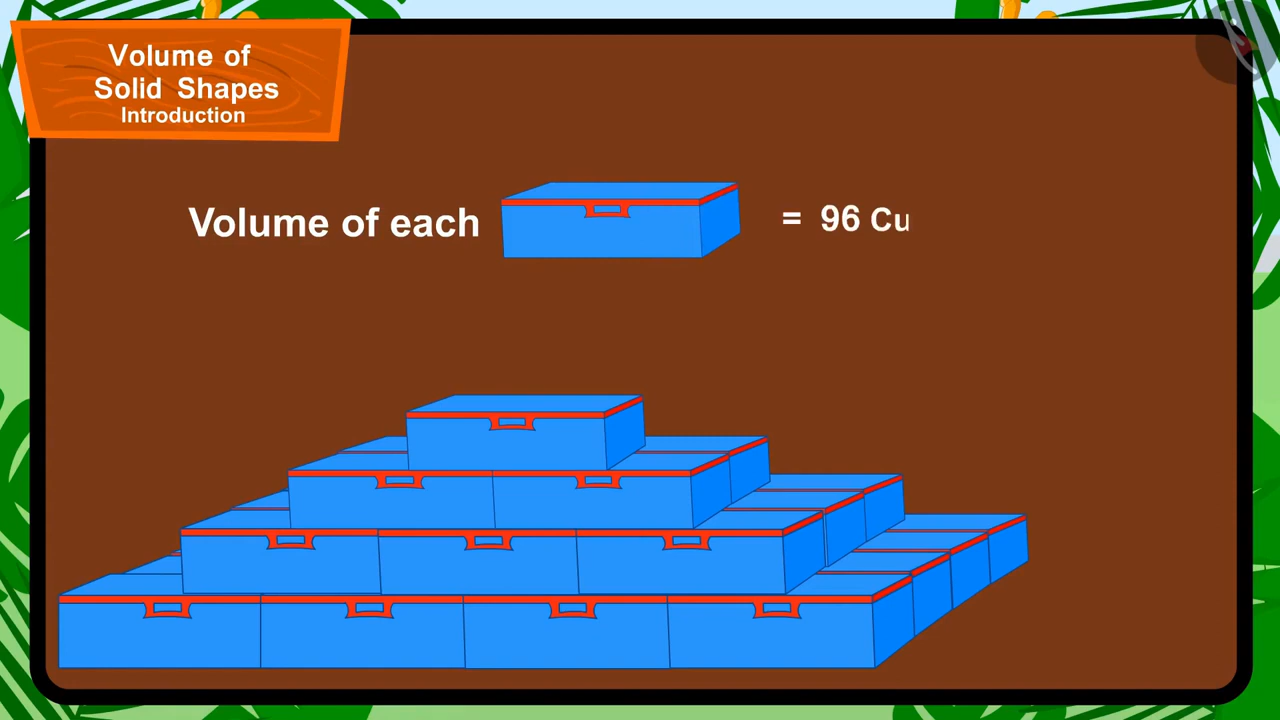 Volume of
Solid Shapes
Introduction
Volume of each = 96 Cu